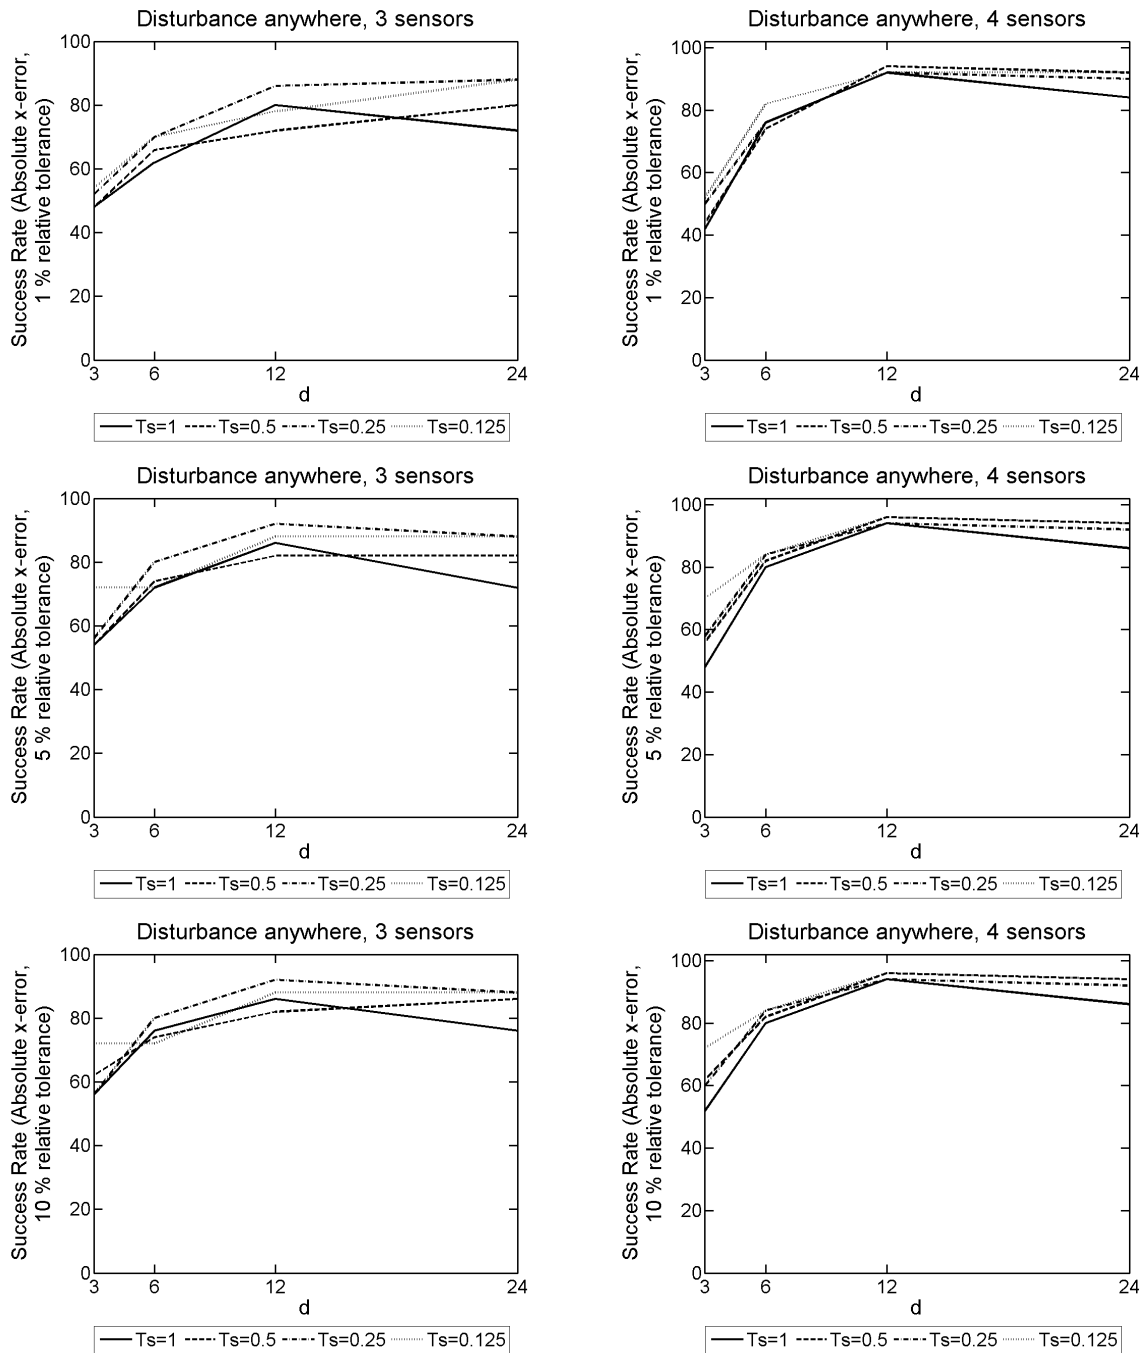 Disturbance anywhere, 3 sensors
Success Rate (Absolute x-error,
1 % relative tolerance)
100
80
60
40
20
0
3 6 12 24
d
Ts=1 Ts=0.5 Ts=0.25 Ts=0.125
Disturbance anywhere, 4 sensors
Success Rate (Absolute x-error,
1 % relative tolerance)
100
80
60
40
20
0
3 6 12 24
d
Ts=1 Ts=0.5 Ts=0.25 Ts=0.125
Disturbance anywhere, 3 sensors
Success Rate (Absolute x-error,
5 % relative tolerance)
100
80
60
40
20
0
3 6 12 24
d
Ts=1 Ts=0.5 Ts=0.25 Ts=0.125
Disturbance anywhere, 4 sensors
Success Rate (Absolute x-error,
5 % relative tolerance)
100
80
60
40
20
0
3 6 12 24
d
Ts=1 Ts=0.5 Ts=0.25 Ts=0.125
Disturbance anywhere, 3 sensors
Success Rate (Absolute x-error,
10 % relative tolerance)
100
80
60
40
20
0
3 6 12 24
d
Ts=1 Ts=0.5 Ts=0.25 Ts=0.125
Disturbance anywhere, 4 sensors
Success Rate (Absolute x-error,
10 % relative tolerance)
100
80
60
40
20
0
3 6 12 24
d
Ts=1 Ts=0.5 Ts=0.25 Ts=0.125